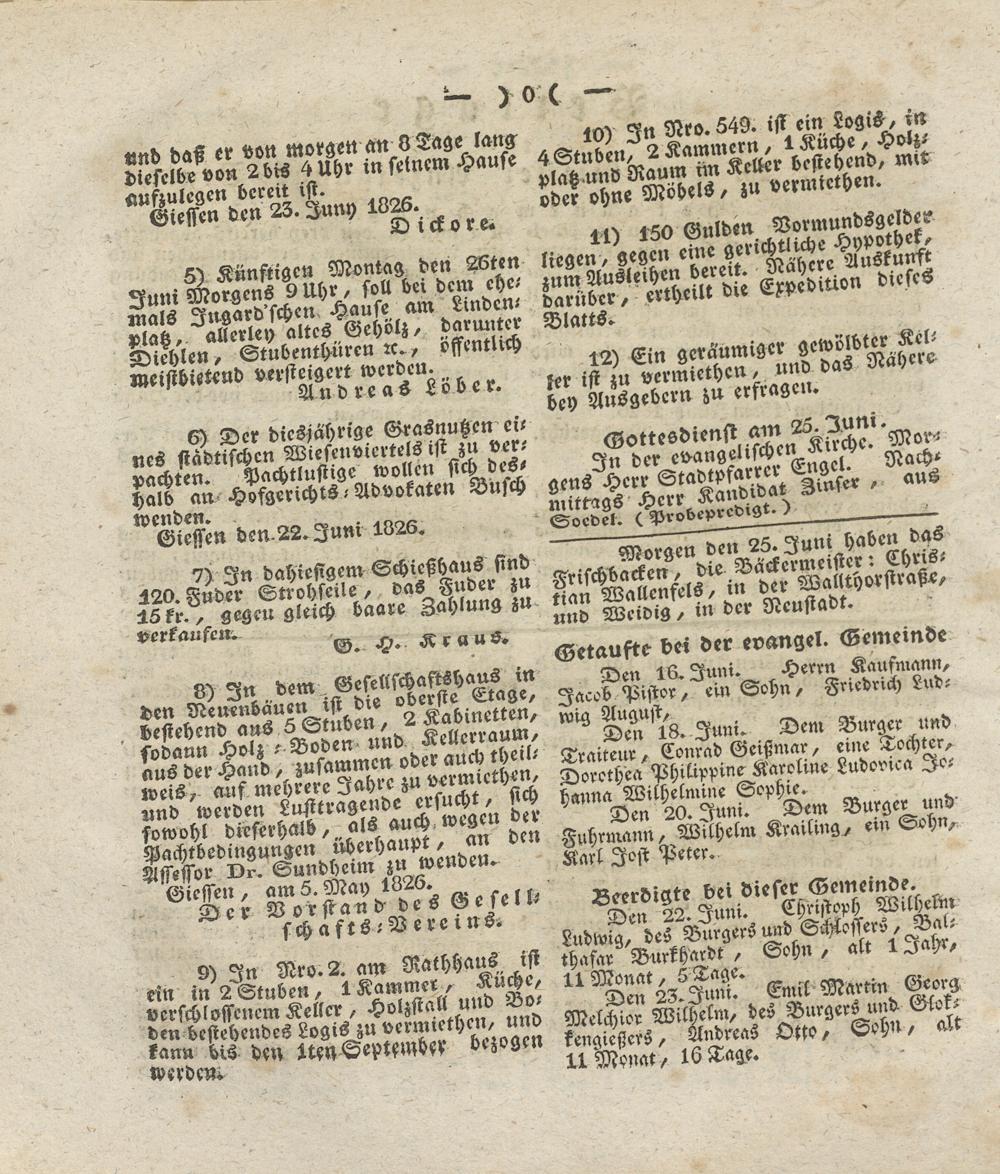 — ) 0 ( —
und daß er von morgen an 8 Tage lang
dieselbe von 2 bis 4 Uhr in seinem Hause
aufzulegen bereit ist.
Giessen den 23. Juny 1826.
Dickore.
5) Künftigen Montag den 26ten
Juni Morgens 9 Uhr, soll bei dem ehe-
mals Jngard'schen Hause am Linden-
platz, allerley altes Gehölz, darunter
Diehlen, Stubenthüren ꝛc., öffentlich
meistbietend versteigert werden.
Andreas Löber.
6) Der diesjährige Grasnutzen ei-
nes städtischen Wiesenviertels ist zu ver-
pachten. Pachtlustige wollen sich des-
halb an Hofgerichts-Advokaten Busch
wenden.
Giessen den 22. Juni 1826.
7) In dahiesigem Schießhaus sind
120. Fuder Strohseile, das Fuder zu
15 kr., gegen gleich baare Zahlung zu
verkaufen.
G. H. Kraus.
8) In dem Gesellschaftshaus in
den Neuenbäuen ist die oberste Etage,
bestehend aus 5 Stuben, 2 Kabinetten,
sodann Holz-Boden und Kellerraum,
aus der Hand, zusammen oder auch theil-
weis, auf mehrere Jahre zu vermiethen,
und werden Lusttragende ersucht, sich
sowohl dieserhalb, als auch wegen der
Pachtbedingungen überhaupt, an den
Assessor Dr. Sundheim zu wenden.
Giessen, am 5. May 1826.
Der Vorstand des Gesell-
schafts-Vereins.
9) In Nro. 2. am Rathhaus ist
ein in 2 Stuben, 1 Kammer, Küche,
verschlossenem Keller, Holzstall und Bo-
den bestehendes Logis zu vermiethen, und
kann bis den 1ten September bezogen
werden.
10) In Nro. 549. ist ein Logis, in
4 Stuben, 2 Kammern, 1 Küche, Holz-
platz und Raum im Keller bestehend, mit
oder ohne Möbels, zu vermiethen.
11) 150 Gulden Vormundsgelder
liegen, gegen eine gerichtliche Hypothek,
zum Ausleihen bereit. Nähere Auskunft
darüber, ertheilt die Expedition dieses
Blatts.
12) Ein geräumiger gewölbter Kel-
ler ist zu vermiethen, und das Nähere
bey Ausgebern zu erfragen.
Gottesdienst am 25. Juni.
In der evangelischen Kirche. Mor-
gens Herr Stadtpfarrer Engel. Nach-
mittags Herr Kandidat Zinser, aus
Soedel. (Probepredigt.)
Morgen den 25. Juni haben das
Frischbacken, die Bäckermeister: Chris-
tian Wallenfels, in der Wallthorstraße,
und Weidig, in der Neustadt.
Getaufte bei der evangel. Gemeinde
Den 16. Juni. Herrn Kaufmann,
Jacob Pistor, ein Sohn, Friedrich Lud-
wig August,
Den 18. Juni. Dem Burger und
Traiteur, Conrad Geißmar, eine Tochter,
Dorothea Philippine Karoline Ludovica Jo-
hanna Wilhelmine Sophie.
Den 20. Juni. Dem Burger und
Fuhrmann, Wilhelm Krailing, ein Sohn,
Karl Jost Peter.
Beerdigte bei dieser Gemeinde.
Den 22. Juni. Christoph Wilhelm
Ludwig, des Burgers und Schlossers, Bal-
thasar Burkhardt, Sohn, alt 1 Jahr,
11 Monat, 5 Tage.
Den 23. Juni. Emil Martin Georg
Melchior Wilhelm, des Burgers und Glok-
kengießers, Andreas Otto, Sohn, alt
11 Monat, 16 Tage.